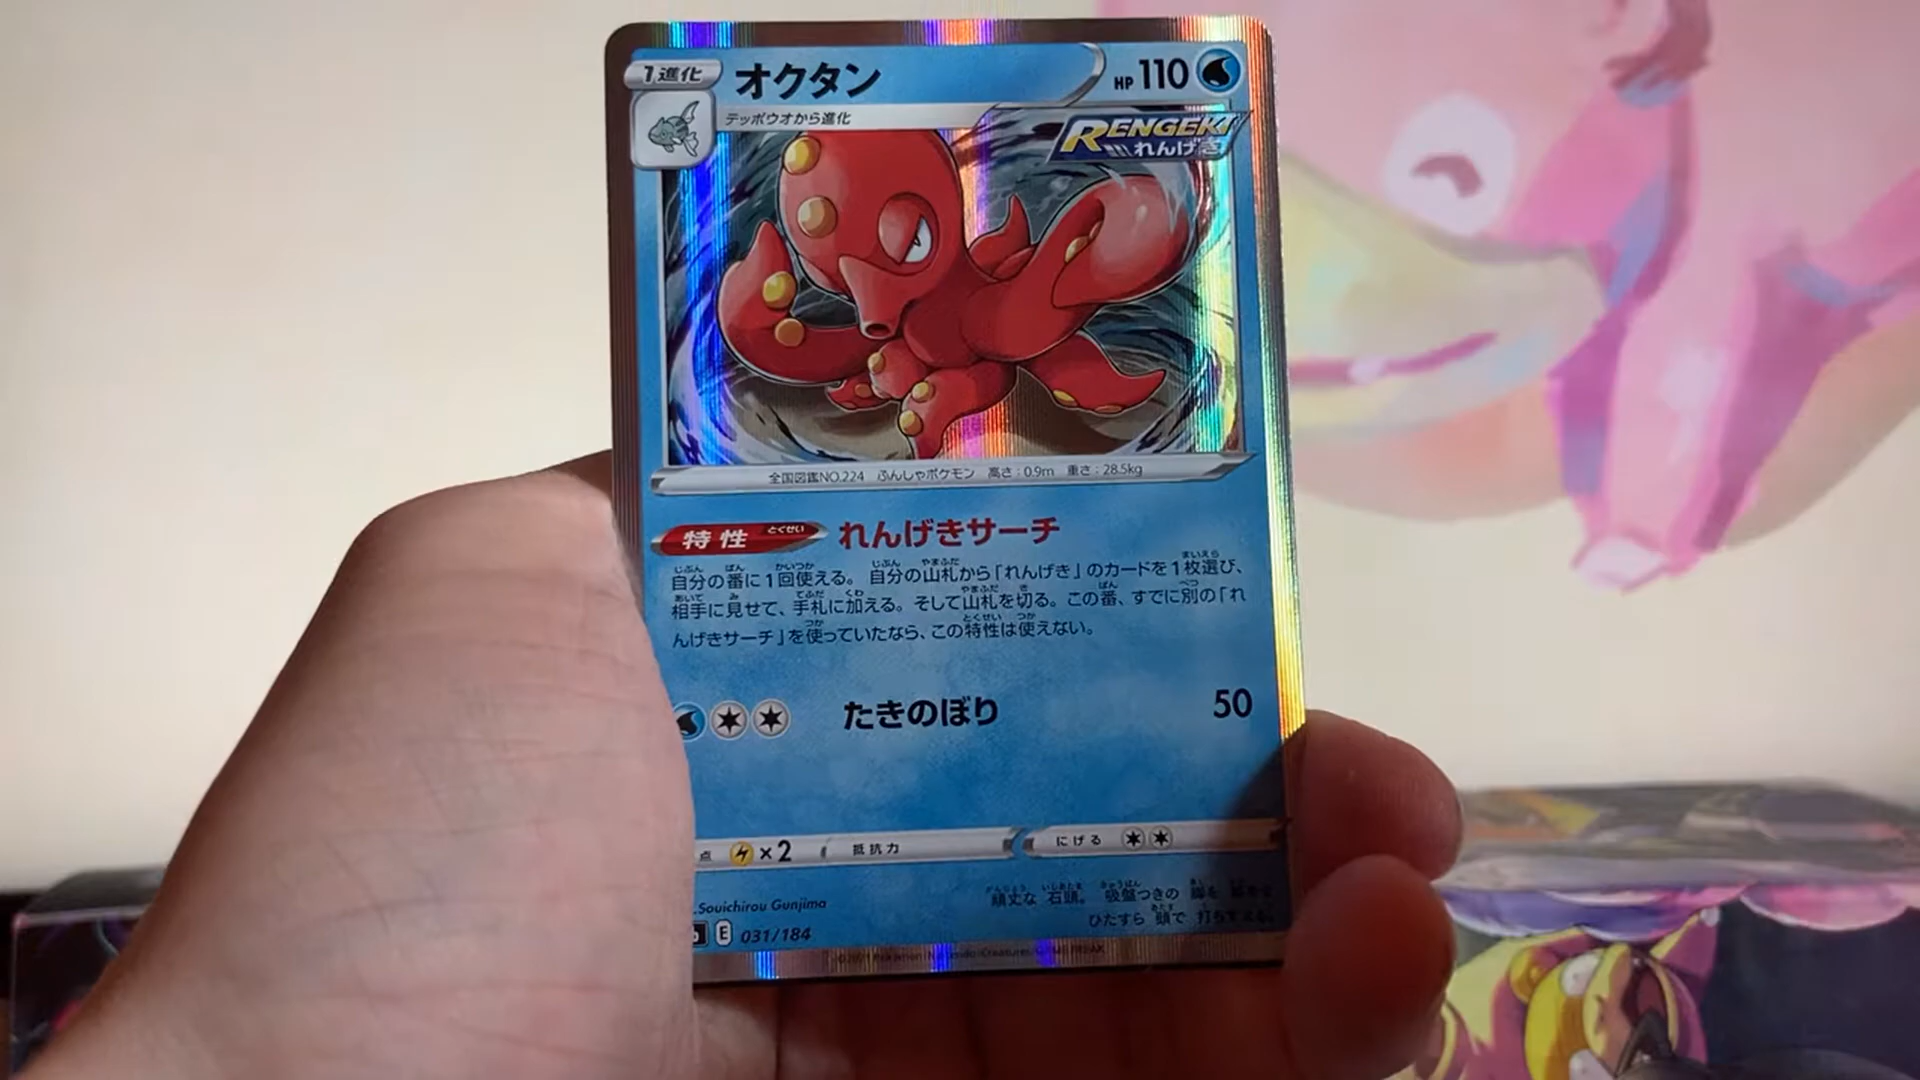 1進化 オクタン HP 110
テッポウオから進化
RENGEKI
れんげき
全国図鑑NO.224 ふんしゃポケモン 高さ：0.9m 重さ：28.5kg
特性 とくせい れんげきサーチ
自分の番に1回使える。自分の山札から「れんげき」のカードを1枚選び、
相手に見せて、手札に加える。そして山札を切る。この番、すでに別の「れ
んげきサーチ」を使っていたなら、この特性は使えない。
たきのぼり 50
点 ×2 抵抗力 にげる
頑丈な 石頭。 吸盤つきの
Souichirou Gunjima
ひたすら 頭で
E 031/184